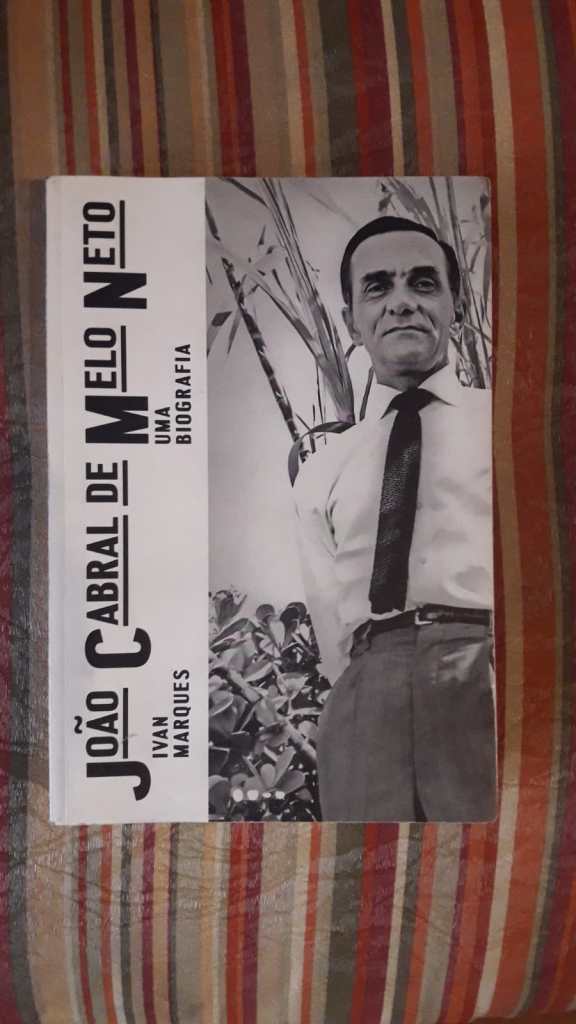 JOÃO CABRAL DE MELO NETO
IVAN
MARQUES
UMA
BIOGRAFIA